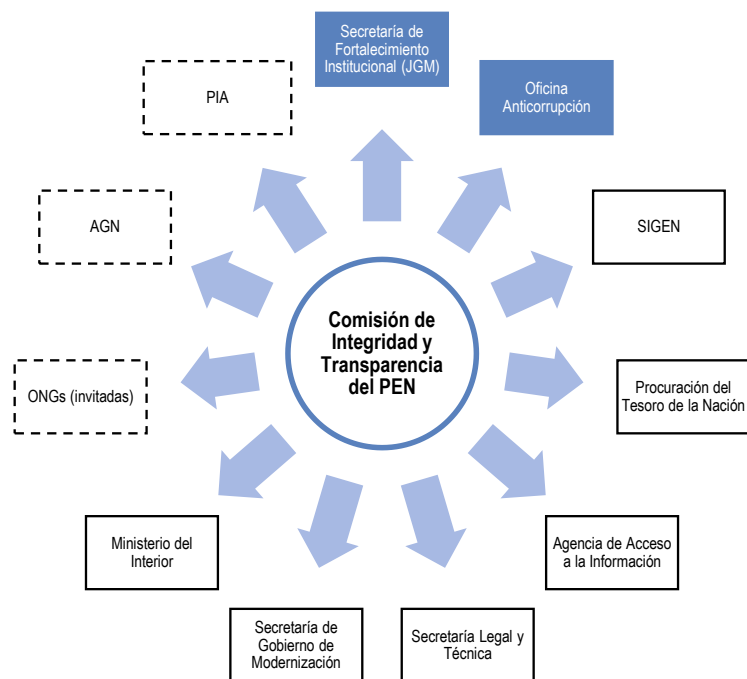 Secretaría de
Fortalecimiento
Institucional (JGM)
Oficina
Anticorrupción
PIA
AGN
SIGEN
Comisión de
Integridad y
Transparencia
del PEN
ONGs (invitadas)
Procuración del
Tesoro de la Nación
Ministerio del
Interior
Agencia de Acceso
a la Información
Secretaría de
Gobierno de
Modernización
Secretaría Legal y
Técnica